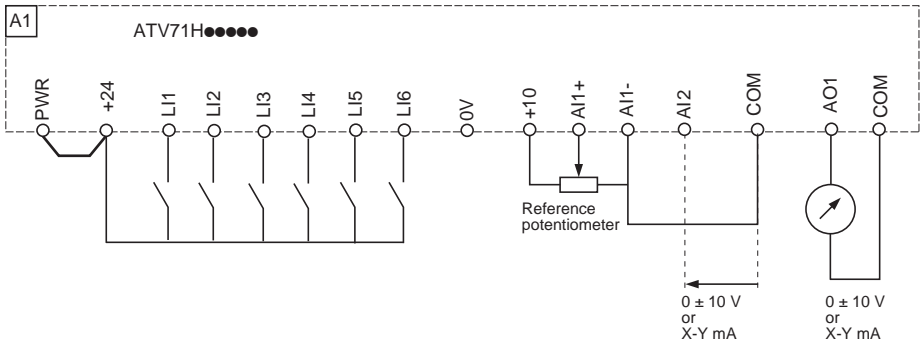 A1
ATV71H●●●●●
PWR
+24
LI1
LI2
LI3
LI4
LI5
LI6
0V
+10
AI1+
AI1-
AI2
COM
AO1
COM
Reference
potentiometer
0 ± 10 V
or
X-Y mA
0 ± 10 V
or
X-Y mA